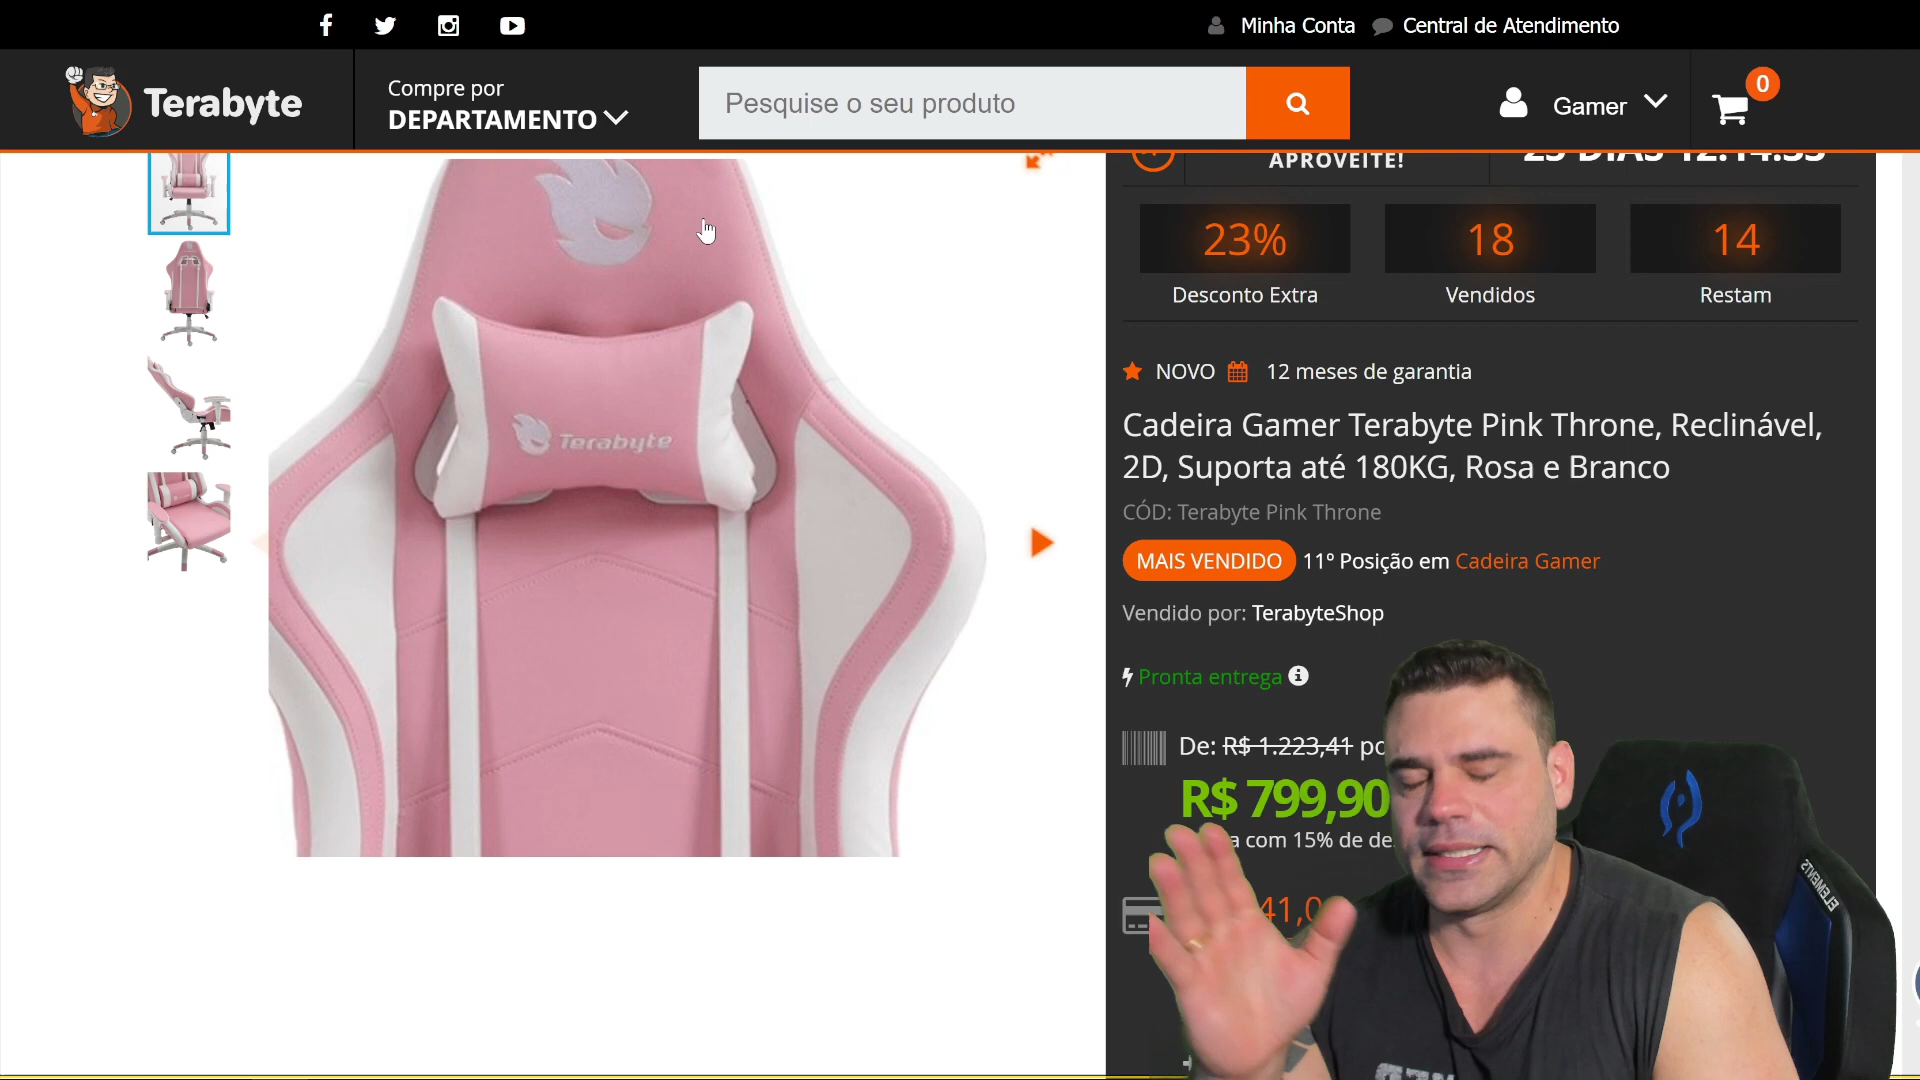 Minha Conta
Central de Atendimento
Terabyte
Compre por
DEPARTAMENTO
Pesquise o seu produto
Gamer
0
APROVEITE!
23%
18
14
Desconto Extra
Vendidos
Restam
Terabyte
NOVO
12 meses de garantia
Cadeira Gamer Terabyte Pink Throne, Reclinável,
2D, Suporta até 180KG, Rosa e Branco
CÓD: Terabyte Pink Throne
MAIS VENDIDO 11º Posição em Cadeira Gamer
Vendido por: TerabyteShop
Pronta entrega
De: R$ 1.223,41
R$ 799,90
com 15% de
ELEMENTS